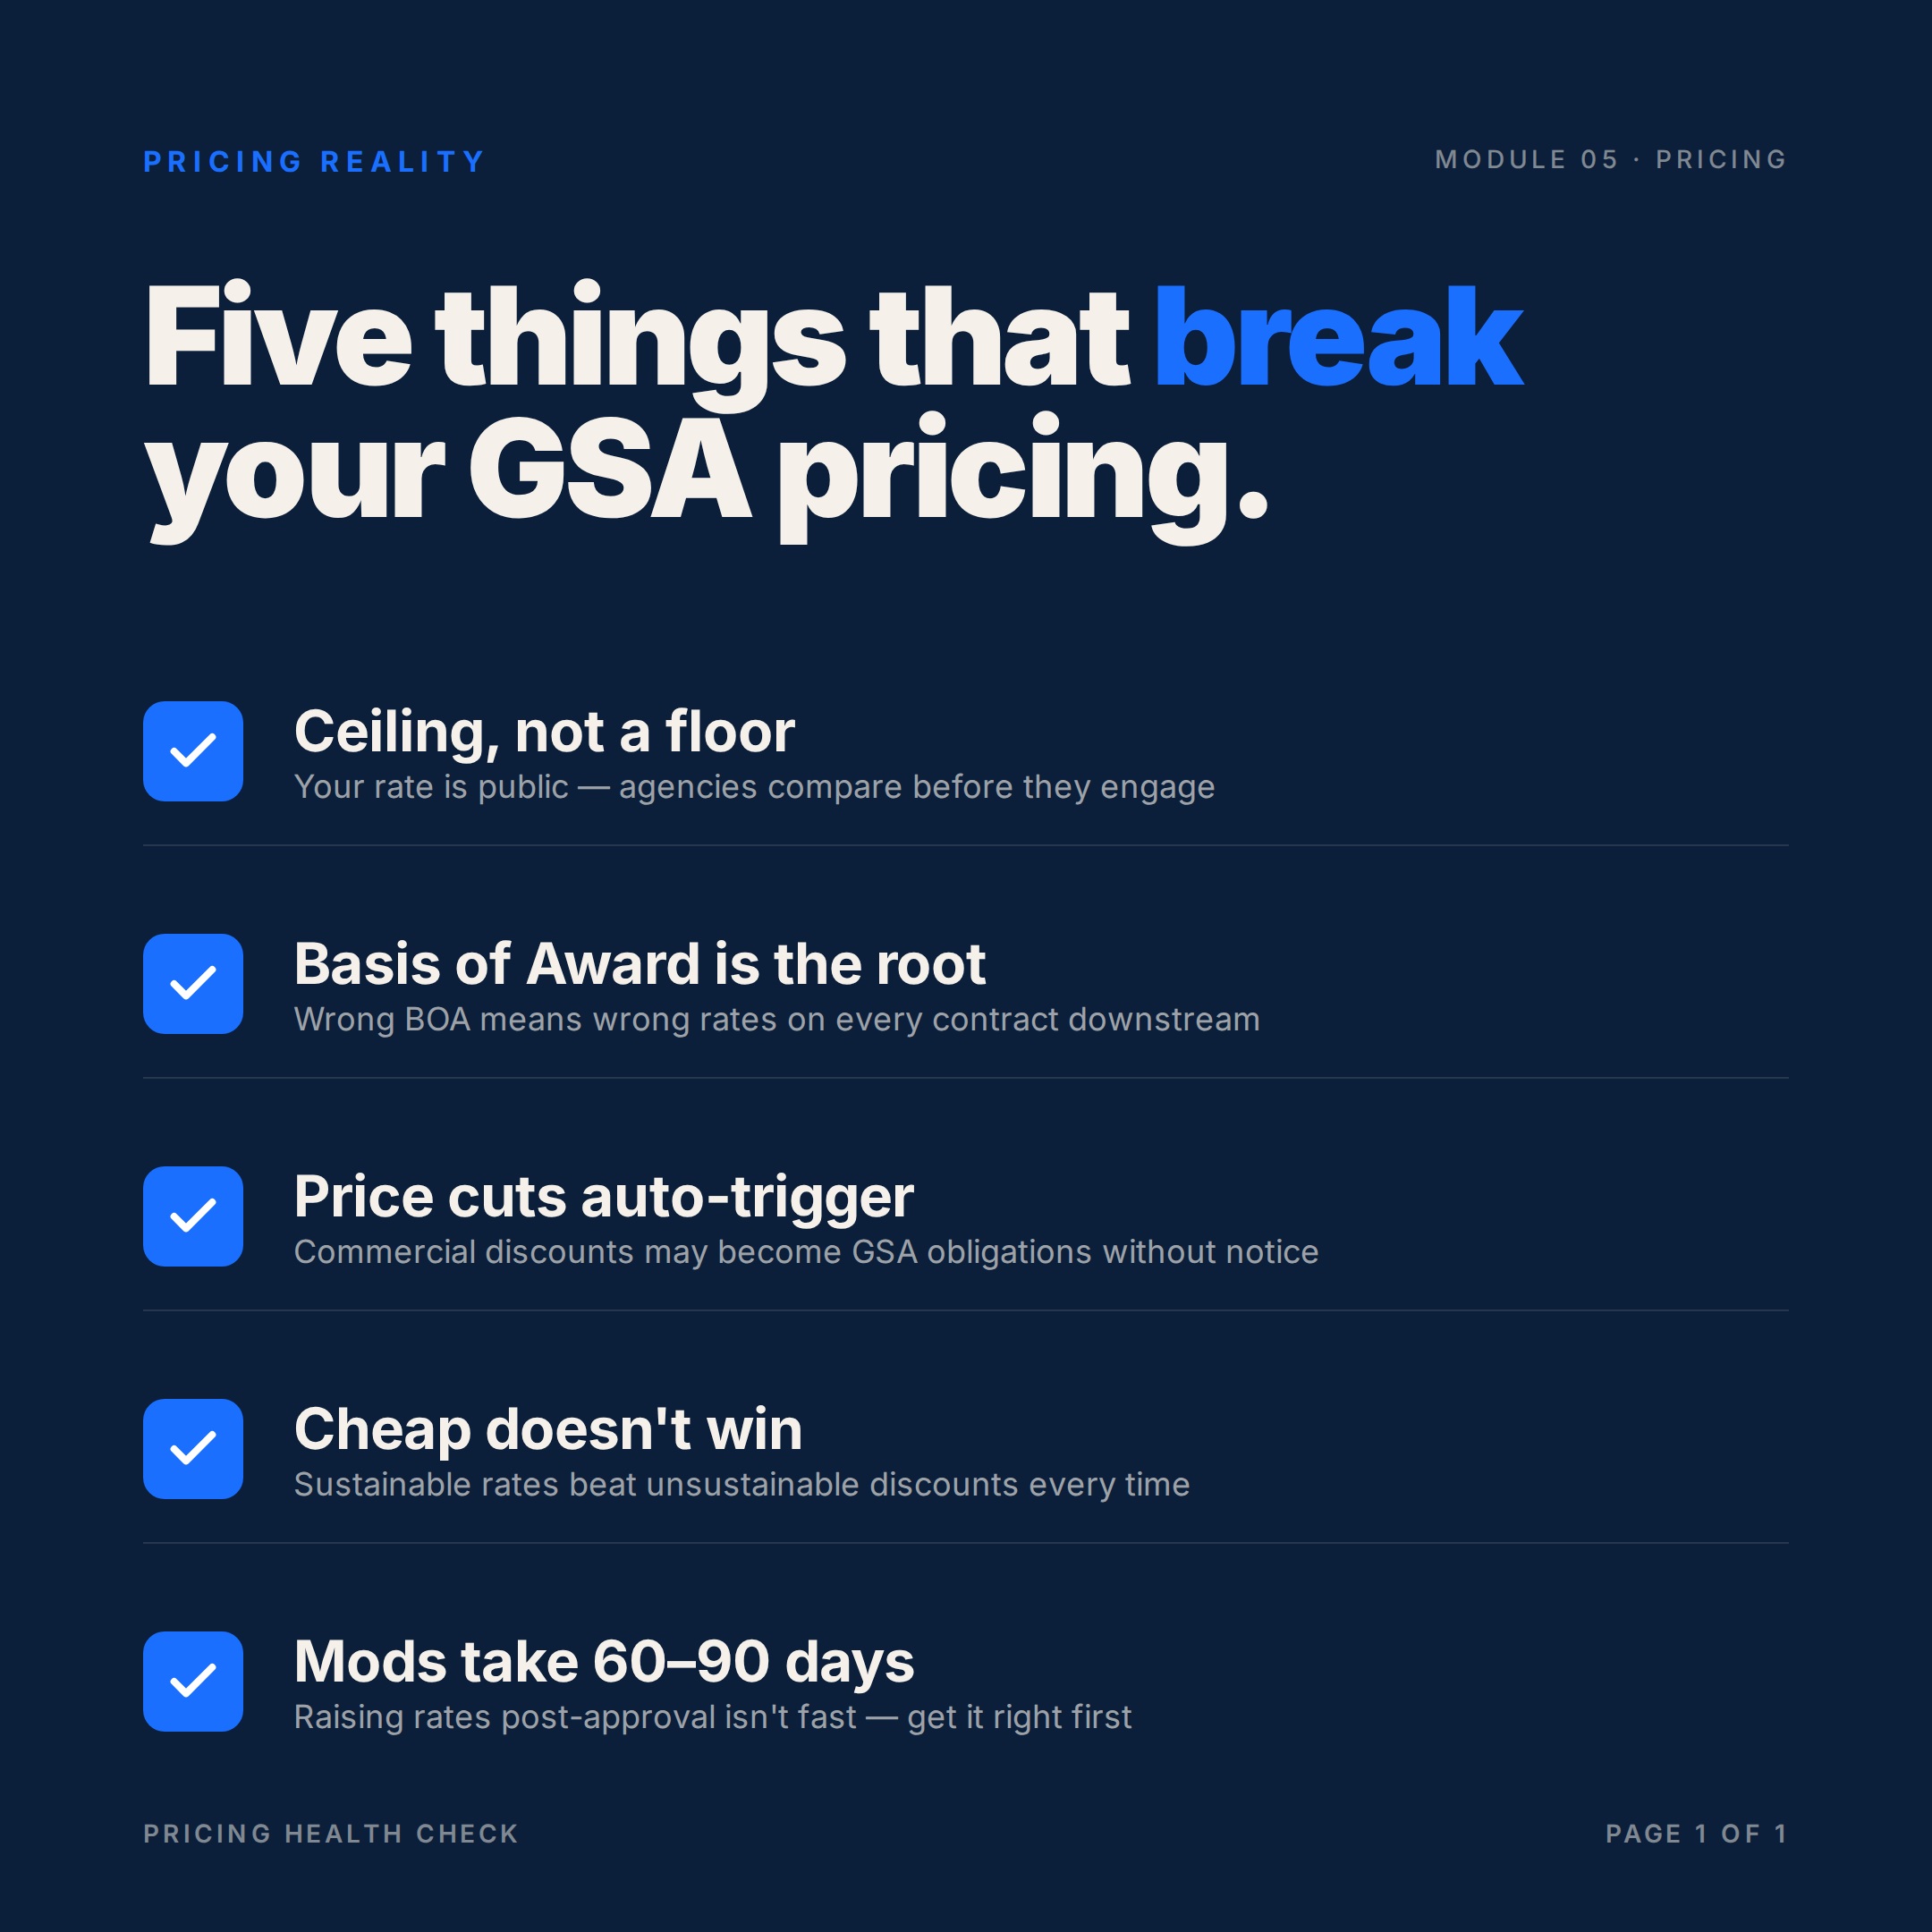 PRICING REALITY
MODULE 05 · PRICING
Five things that break
your GSA pricing.
Ceiling, not a floor
Your rate is public — agencies compare before they engage
Basis of Award is the root
Wrong BOA means wrong rates on every contract downstream
Price cuts auto-trigger
Commercial discounts may become GSA obligations without notice
Cheap doesn't win
Sustainable rates beat unsustainable discounts every time
Mods take 60–90 days
Raising rates post-approval isn't fast — get it right first
PRICING HEALTH CHECK
PAGE 1 OF 1